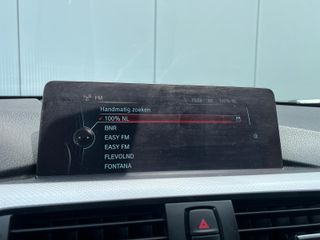 FM
Handmatig zoeken
100% NL
BNR
EASY FM
EASY FM
FLEVOLND
FONTANA